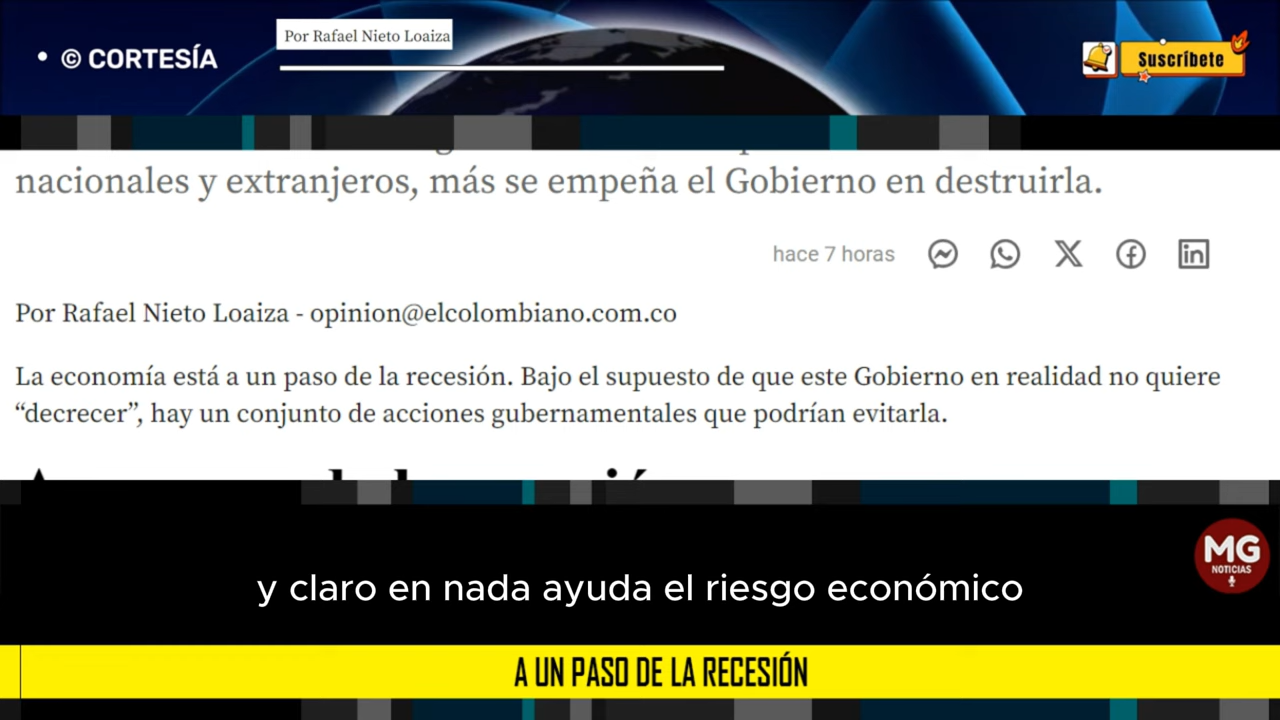 • © CORTESÍA
Por Rafael Nieto Loaiza
Suscríbete
nacionales y extranjeros, más se empeña el Gobierno en destruirla.
hace 7 horas
Por Rafael Nieto Loaiza - opinion@elcolombiano.com.co
La economía está a un paso de la recesión. Bajo el supuesto de que este Gobierno en realidad no quiere
“decrecer”, hay un conjunto de acciones gubernamentales que podrían evitarla.
MG
NOTICIAS
y claro en nada ayuda el riesgo económico
A UN PASO DE LA RECESIÓN